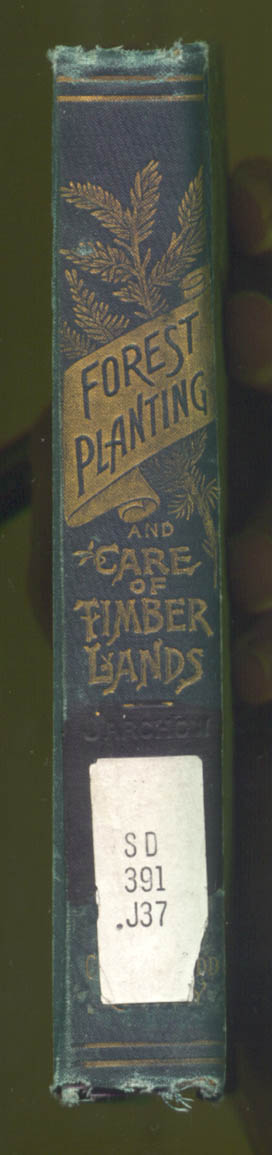 FOREST
PLANTING
AND
CARE
OF
TIMBER
LANDS
JARCHOW
SD
391
.J37